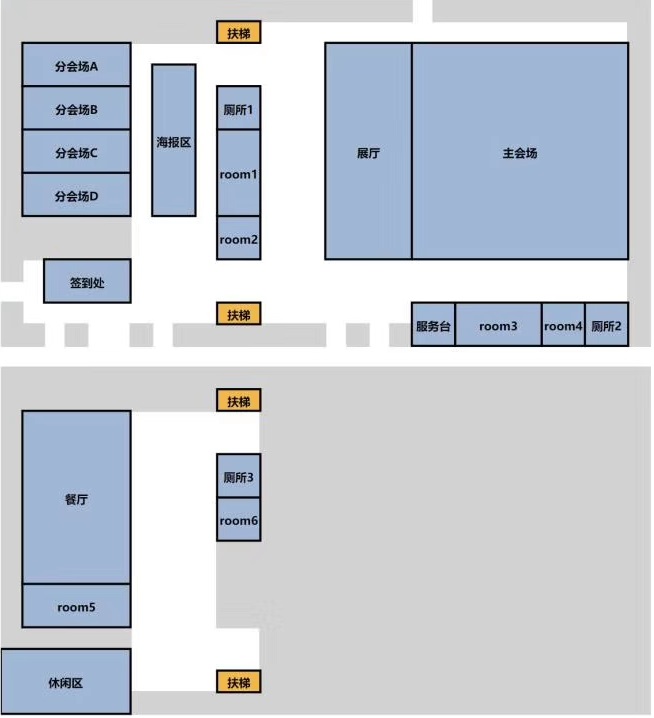 扶梯
分会场A
分会场B
分会场C
分会场D
海报区
厕所1
room1
room2
展厅
主会场
签到处
扶梯
服务台
room3
room4
厕所2
扶梯
餐厅
厕所3
room6
room5
休闲区
扶梯